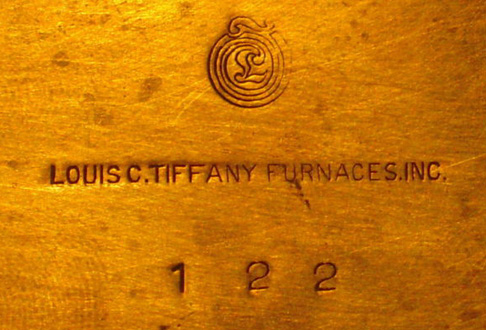 LOUIS C. TIFFANY FURNACES. INC.
1 2 2